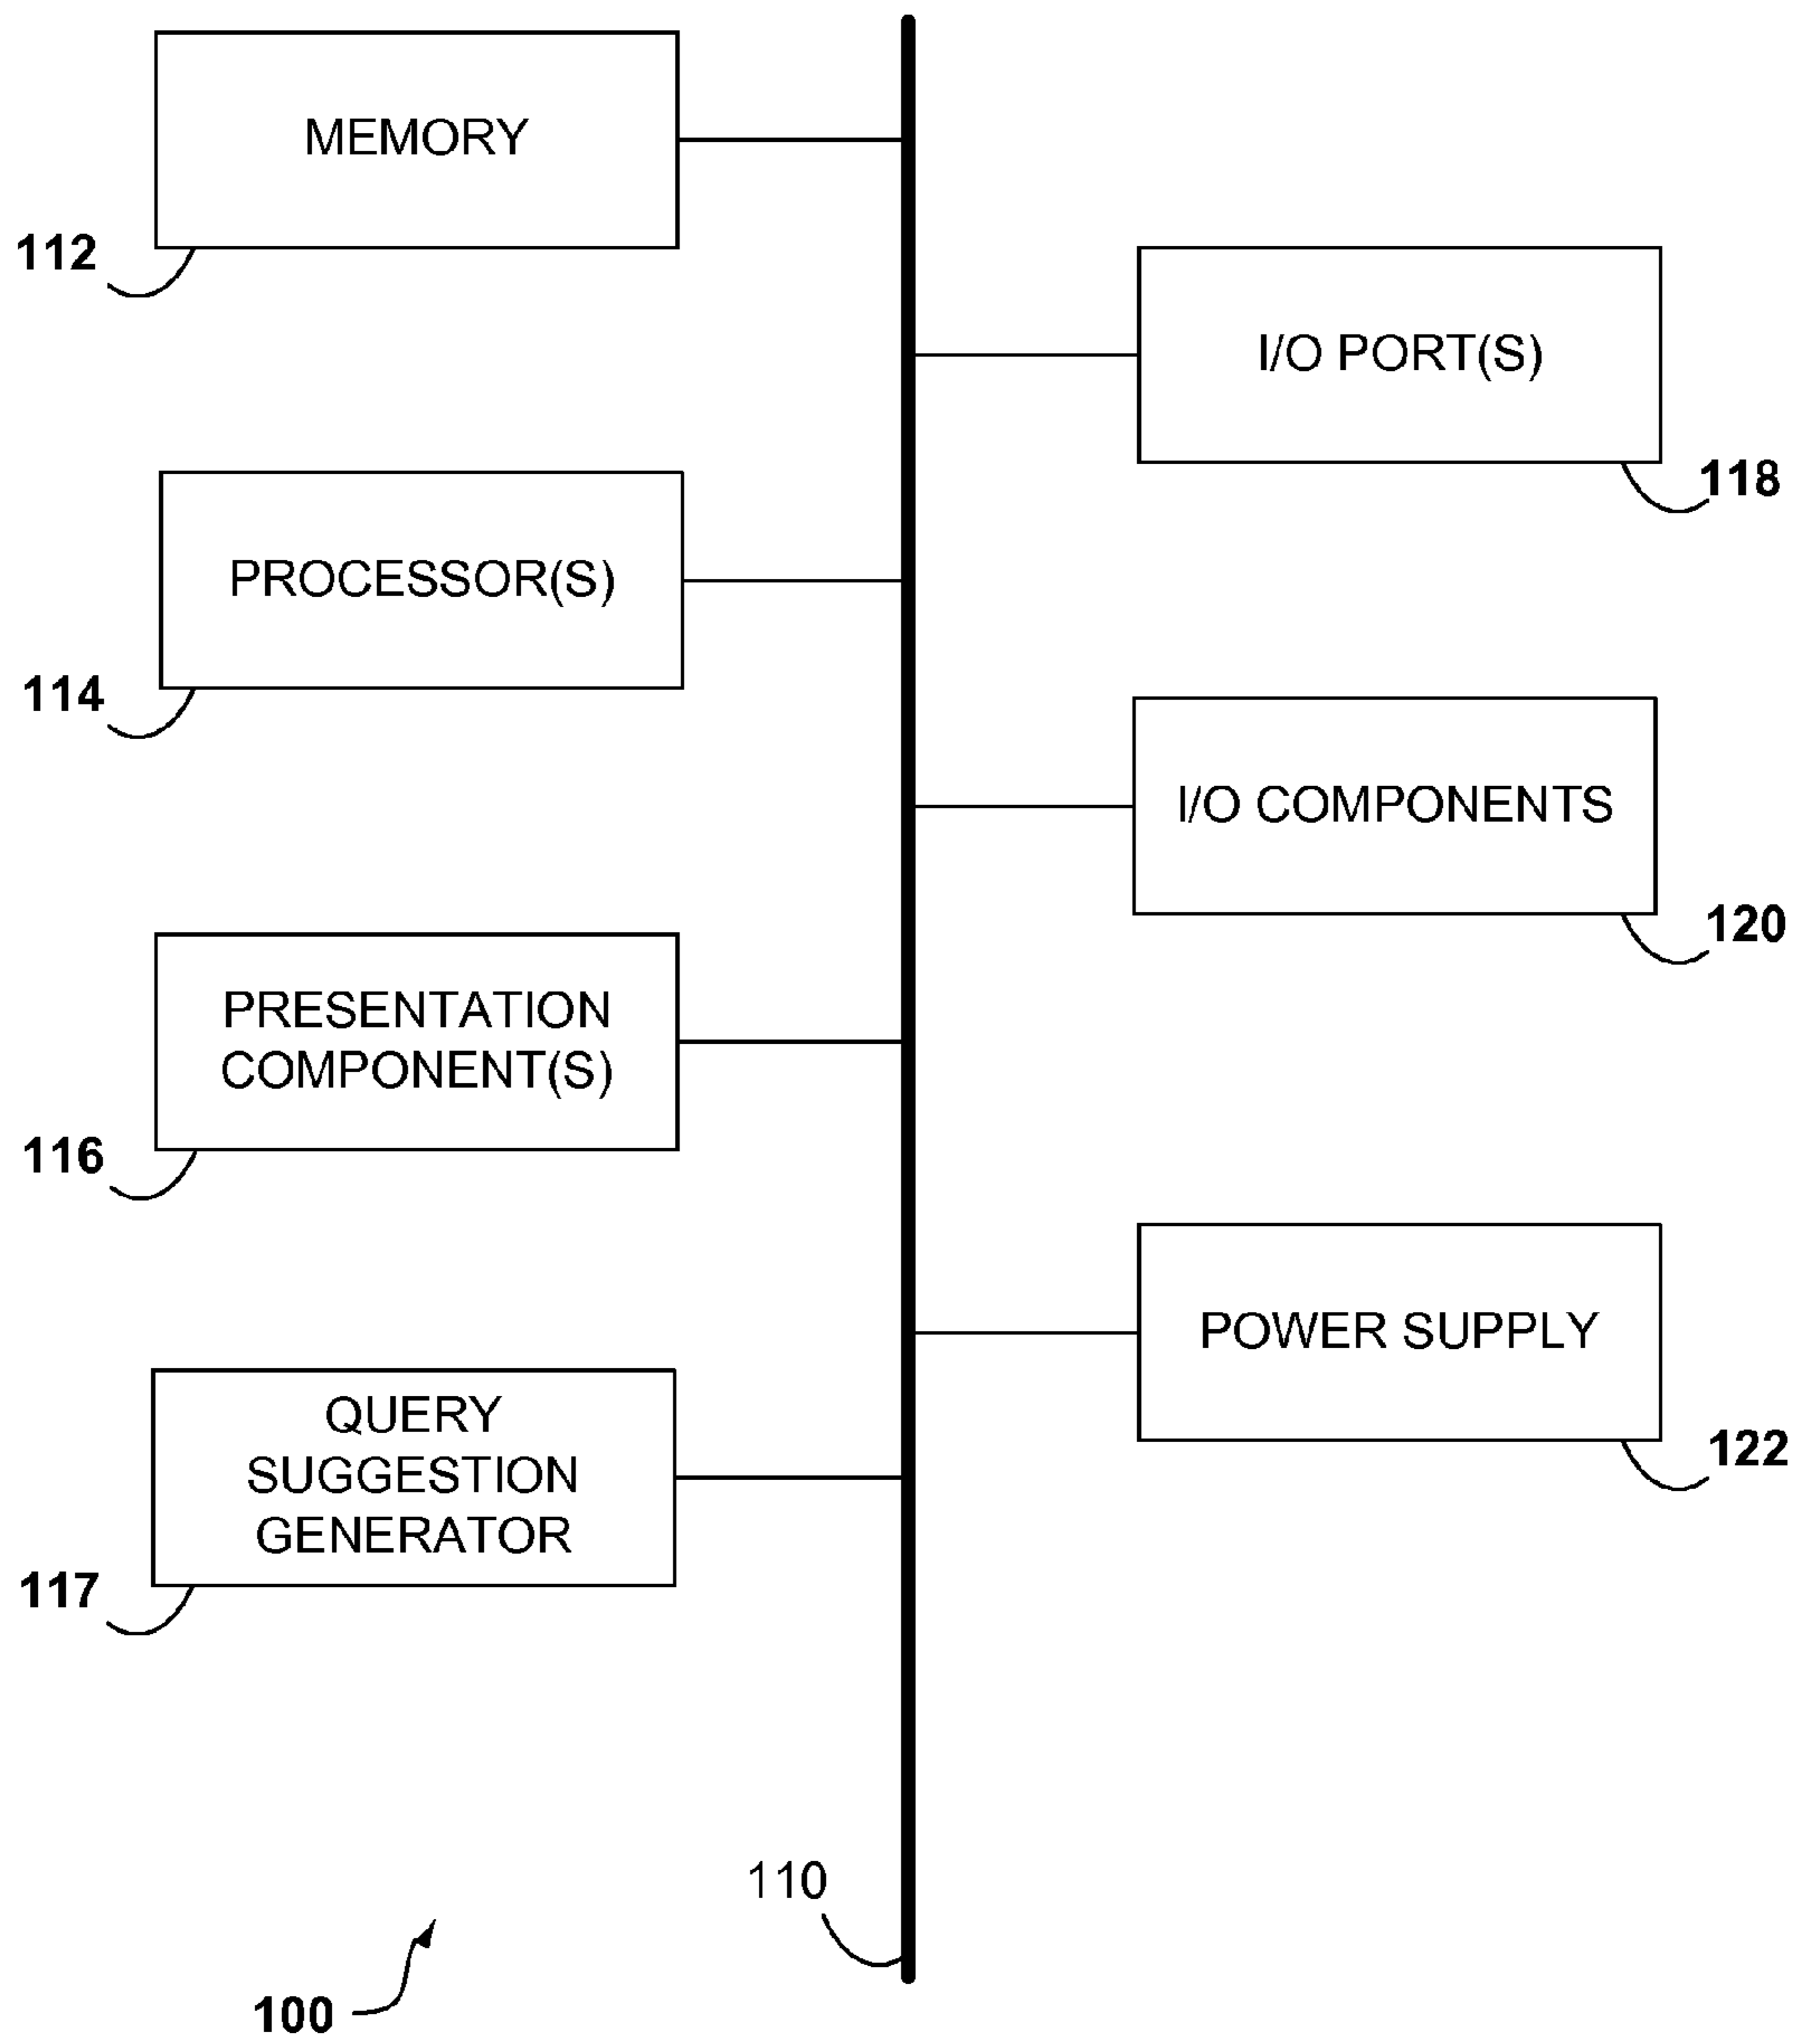 MEMORY
112
I/O PORT(S)
118
PROCESSOR(S)
114
I/O COMPONENTS
120
PRESENTATION
COMPONENT(S)
116
POWER SUPPLY
122
QUERY
SUGGESTION
GENERATOR
117
110
100